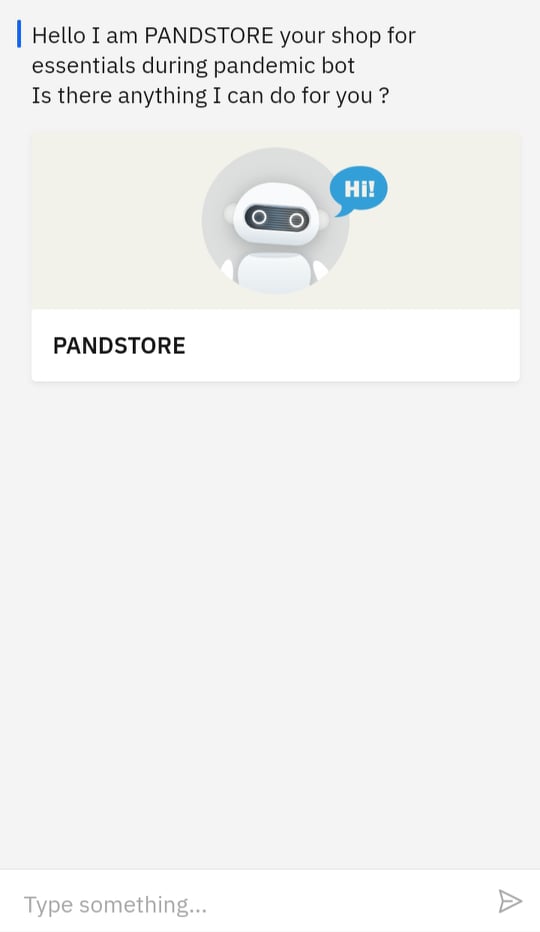 Hello I am PANDSTORE your shop for
essentials during pandemic bot
Is there anything I can do for you ?
Hi!
PANDSTORE
Type something...